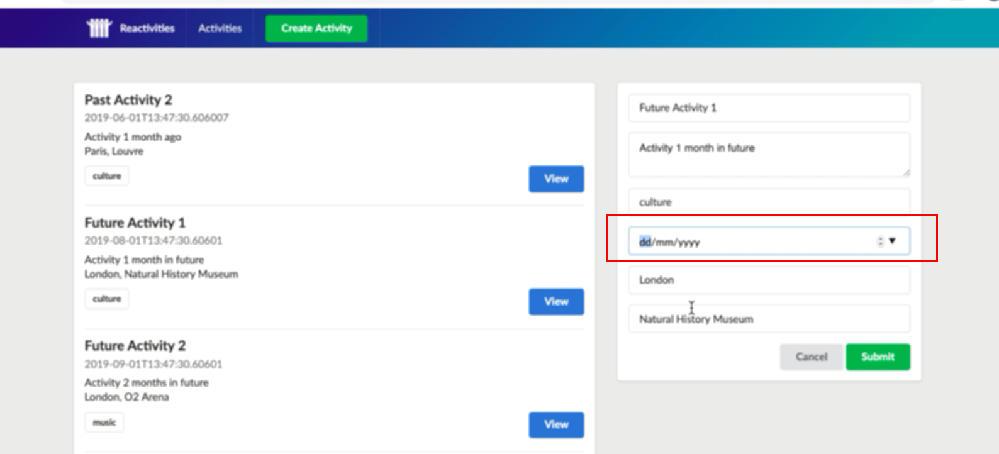 Reactivities
Activities
Create Activity
Past Activity 2
2019-06-01T13:47:30.606007
Activity 1 month ago
Paris, Louvre
culture
View
Future Activity 1
2019-08-01T13:47:30.60601
Activity 1 month in future
London, Natural History Museum
culture
View
Future Activity 2
2019-09-01T13:47:30.60601
Activity 2 months in future
London, O2 Arena
music
View
Future Activity 1
Activity 1 month in future
culture
dd/mm/yyyy
London
Natural History Museum
Cancel
Submit